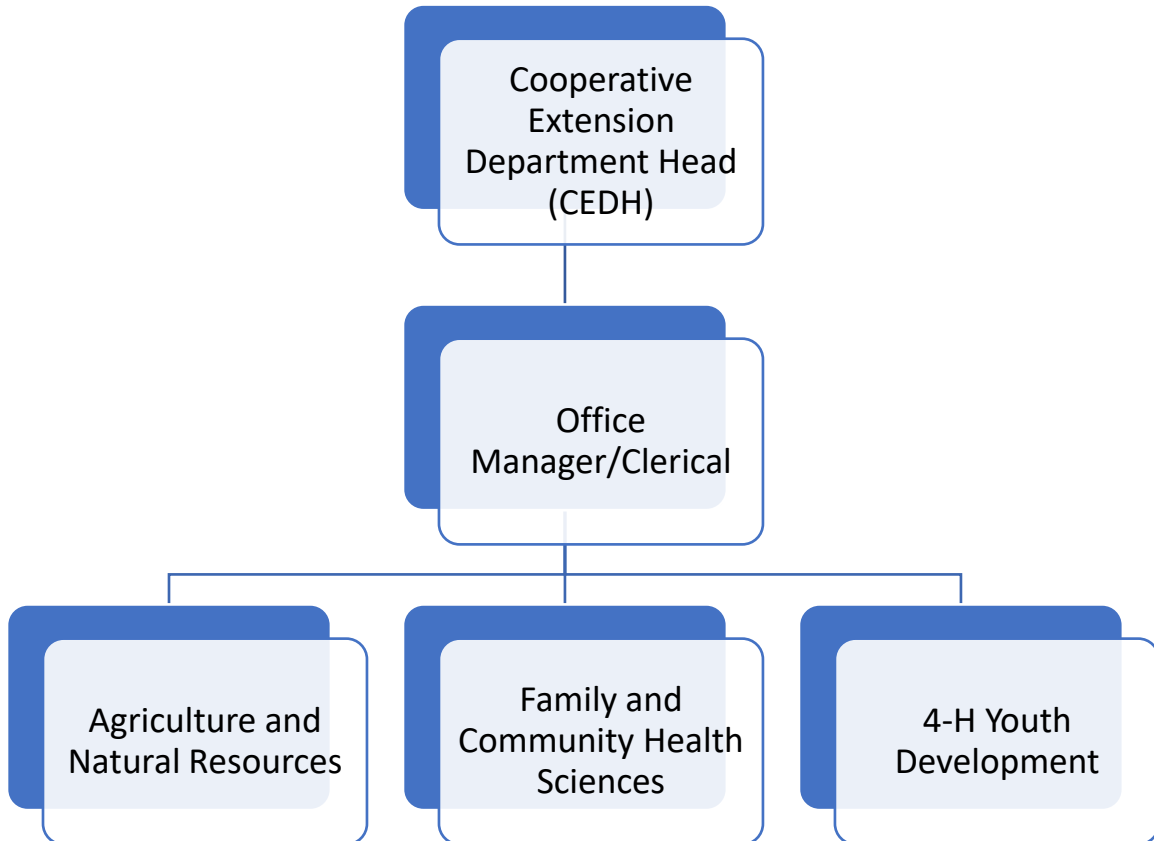 Cooperative
Extension
Department Head
(CEDH)
Office
Manager/Clerical
Agriculture and
Natural Resources
Family and
Community Health
Sciences
4-H Youth
Development